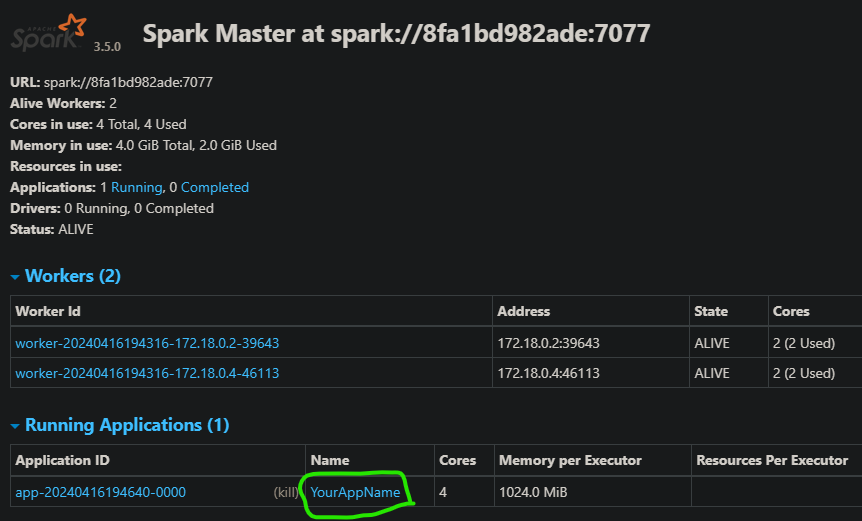 APACHE
Spark 3.5.0 Spark Master at spark://8fa1bd982ade:7077
URL: spark://8fa1bd982ade:7077
Alive Workers: 2
Cores in use: 4 Total, 4 Used
Memory in use: 4.0 GiB Total, 2.0 GiB Used
Resources in use:
Applications: 1 Running, 0 Completed
Drivers: 0 Running, 0 Completed
Status: ALIVE
Workers (2)
Worker Id Address State Cores
worker-20240416194316-172.18.0.2-39643 172.18.0.2:39643 ALIVE 2 (2 Used)
worker-20240416194316-172.18.0.4-46113 172.18.0.4:46113 ALIVE 2 (2 Used)
Running Applications (1)
Application ID Name Cores Memory per Executor Resources Per Executor
app-20240416194640-0000 (kill) YourAppName 4 1024.0 MiB